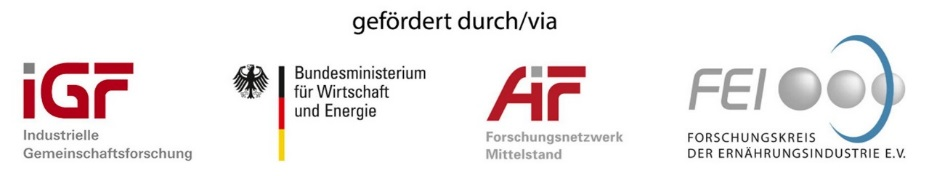 gefördert durch/via
iGF
Industrielle
Gemeinschaftsforschung
Bundesministerium
für Wirtschaft
und Energie
AiF
Forschungsnetzwerk
Mittelstand
FEI
FORSCHUNGSKREIS
DER ERNÄHRUNGSINDUSTRIE E.V.